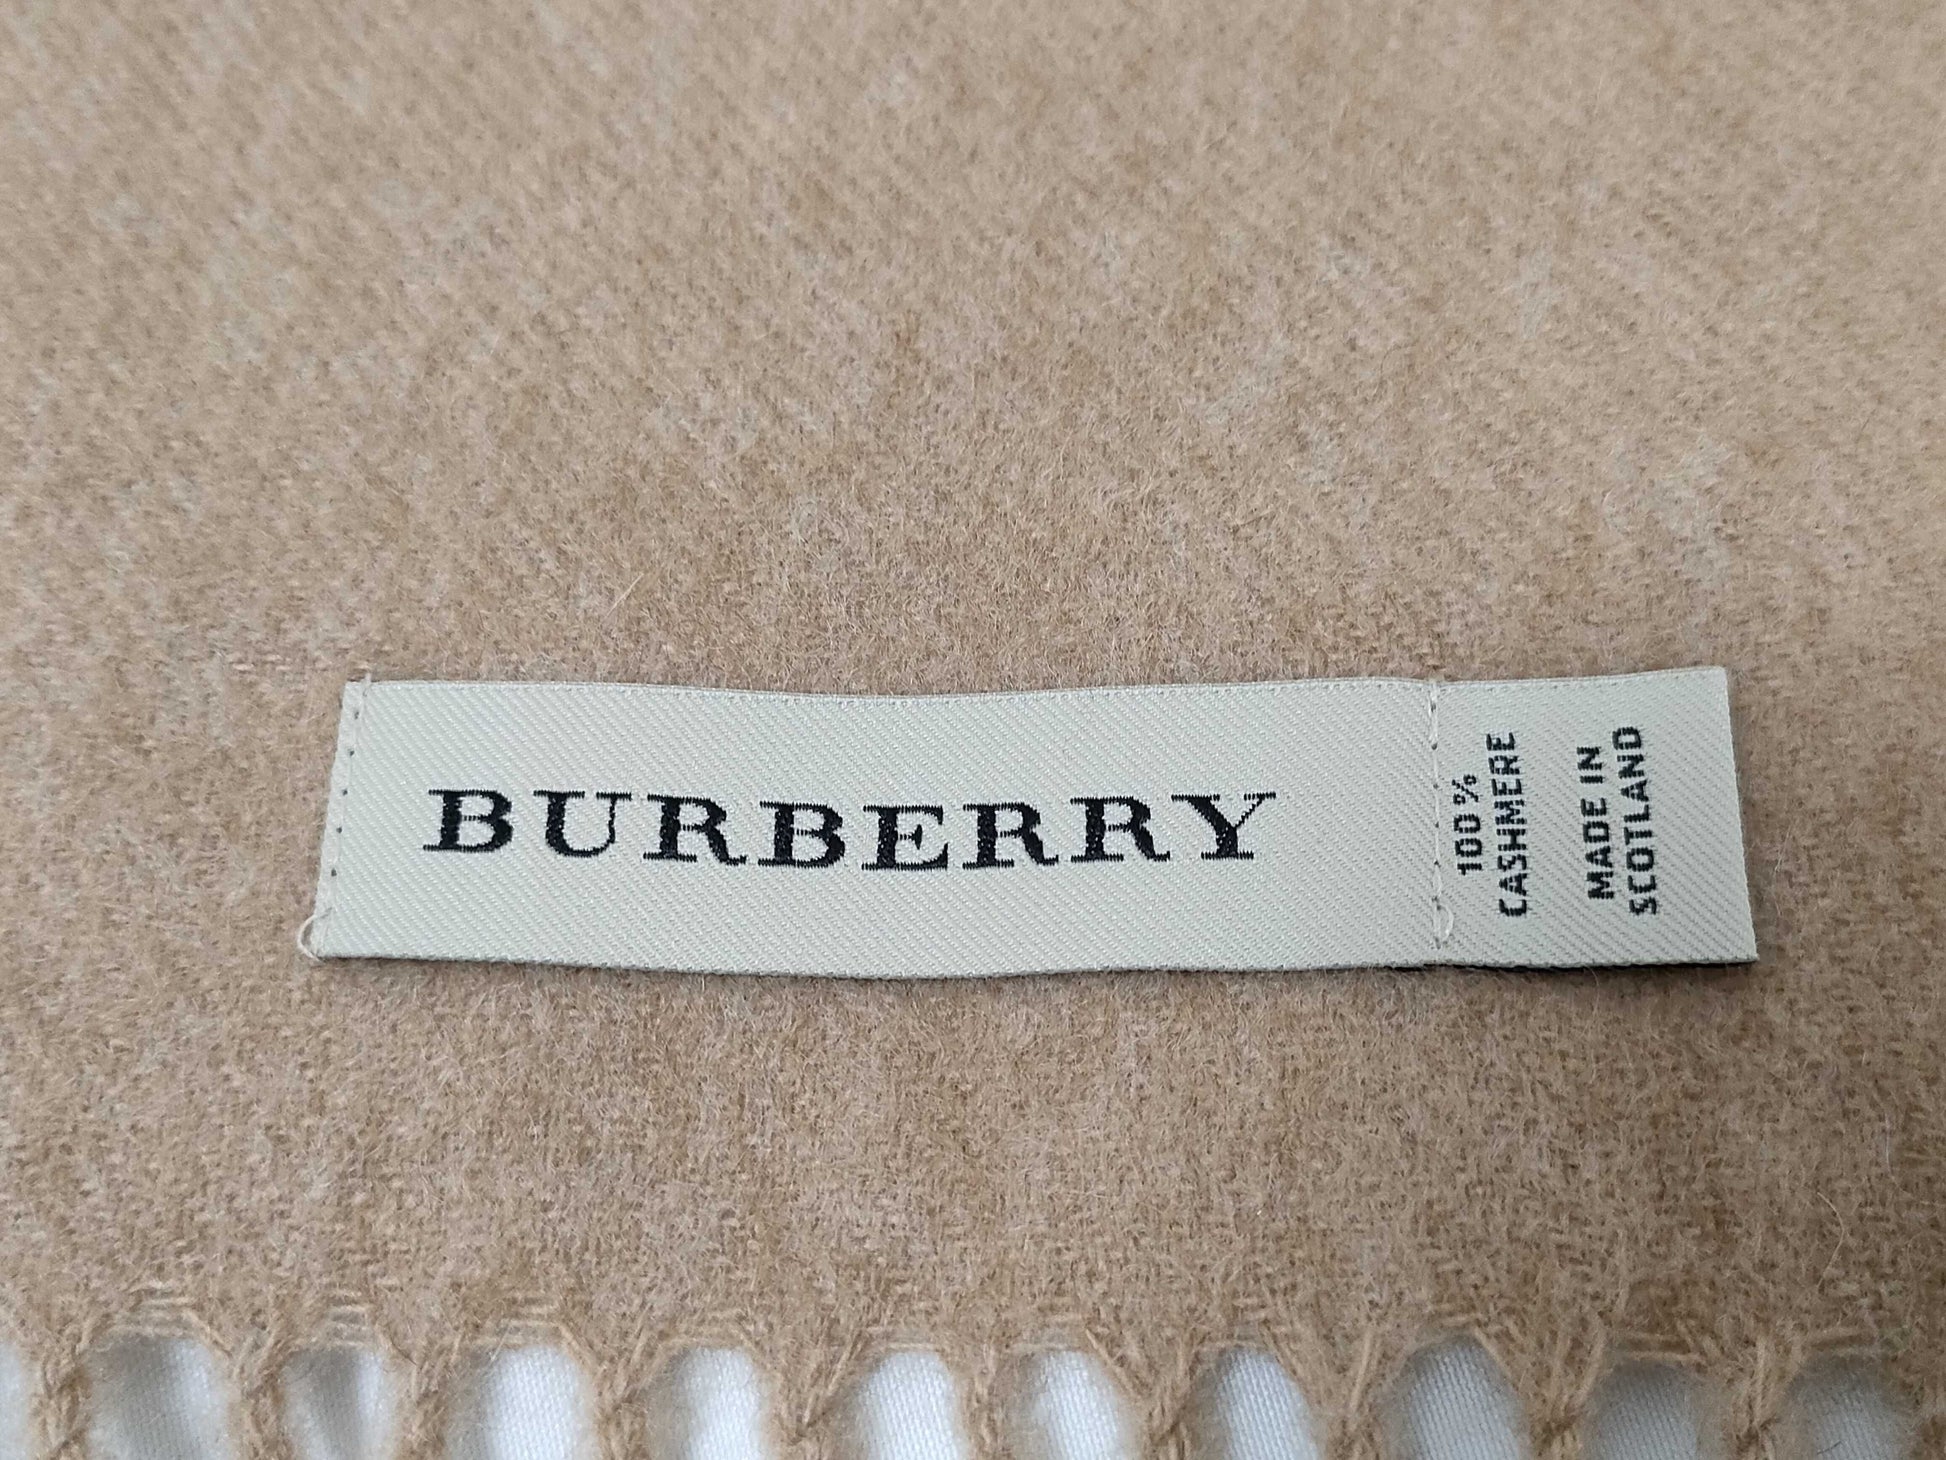 BURBERRY
100%
CASHMERE
MADE IN
SCOTLAND